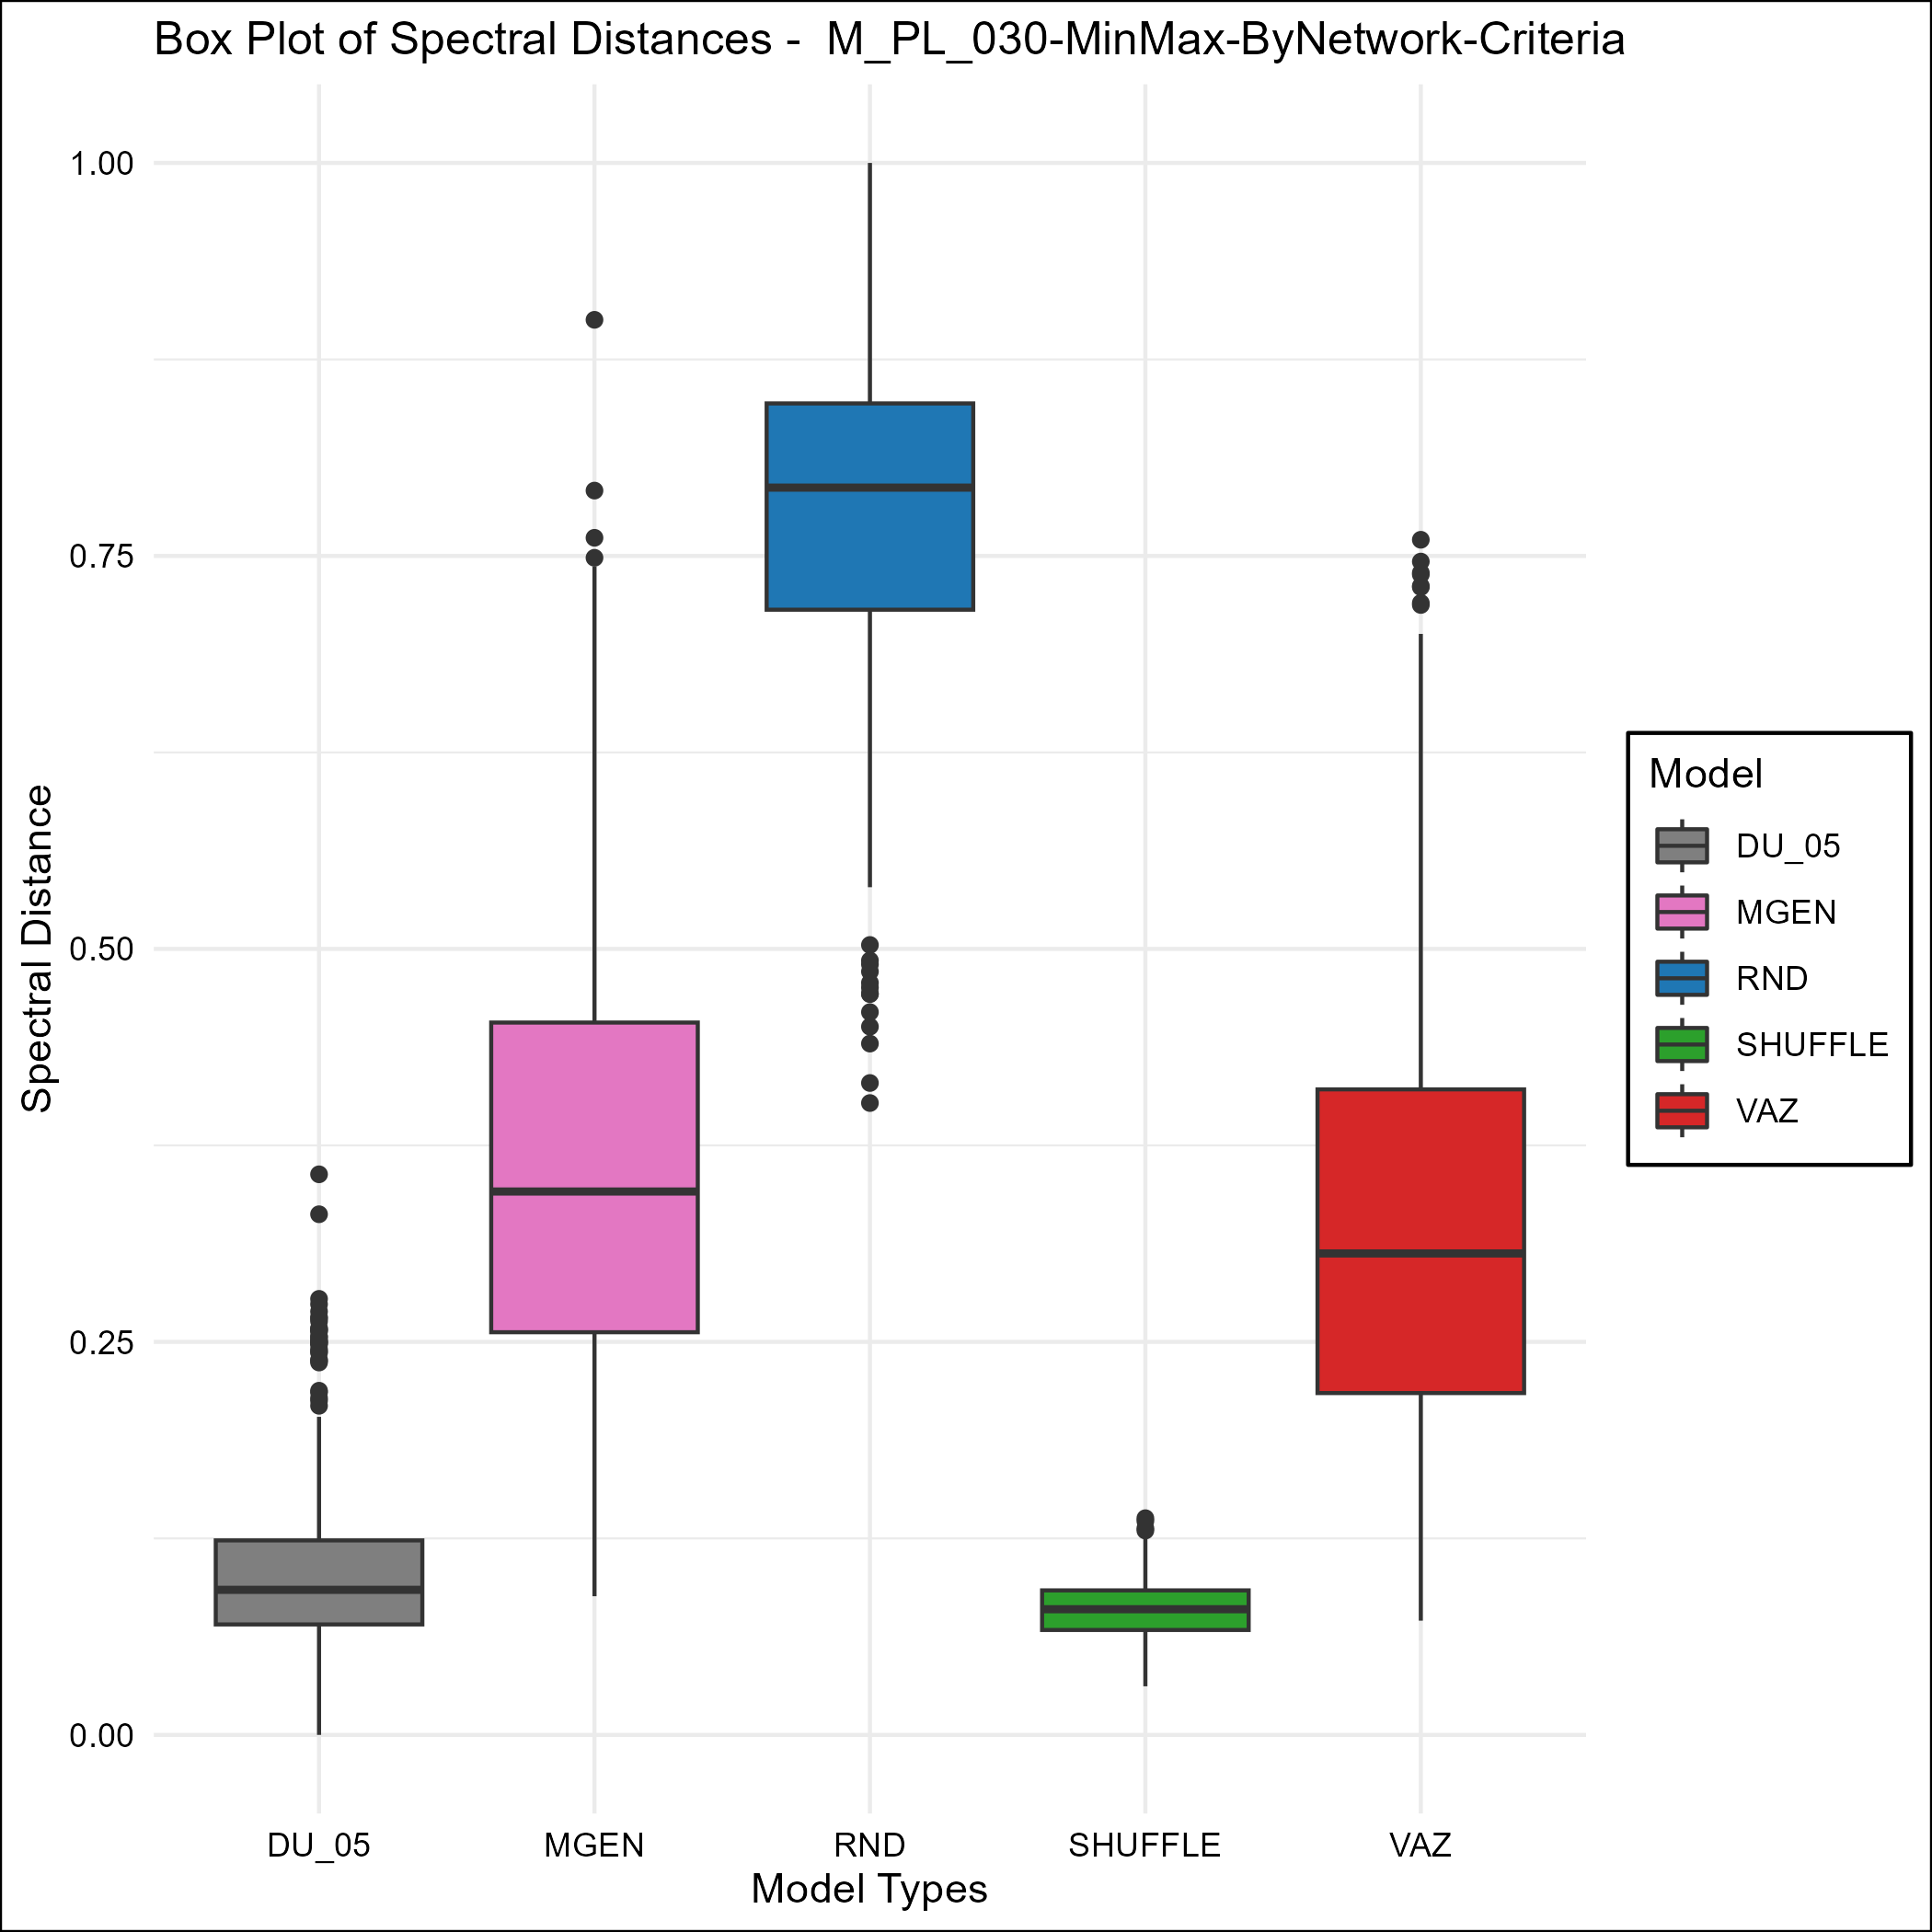 Box Plot of Spectral Distances -  M_PL_030-MinMax-ByNetwork-Criteria
Spectral Distance
1.00
0.75
0.50
0.25
0.00
DU_05
MGEN
RND
SHUFFLE
VAZ
Model Types
Model
DU_05
MGEN
RND
SHUFFLE
VAZ